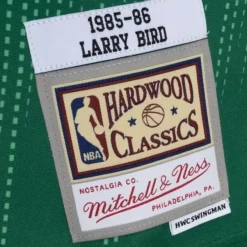 1985-86
LARRY BIRD
HARDWOOD
NBA
CLASSICS
NOSTALGIA CO.
Mitchell & Ness
PHILADELPHIA, PA.
HWC SWINGMAN